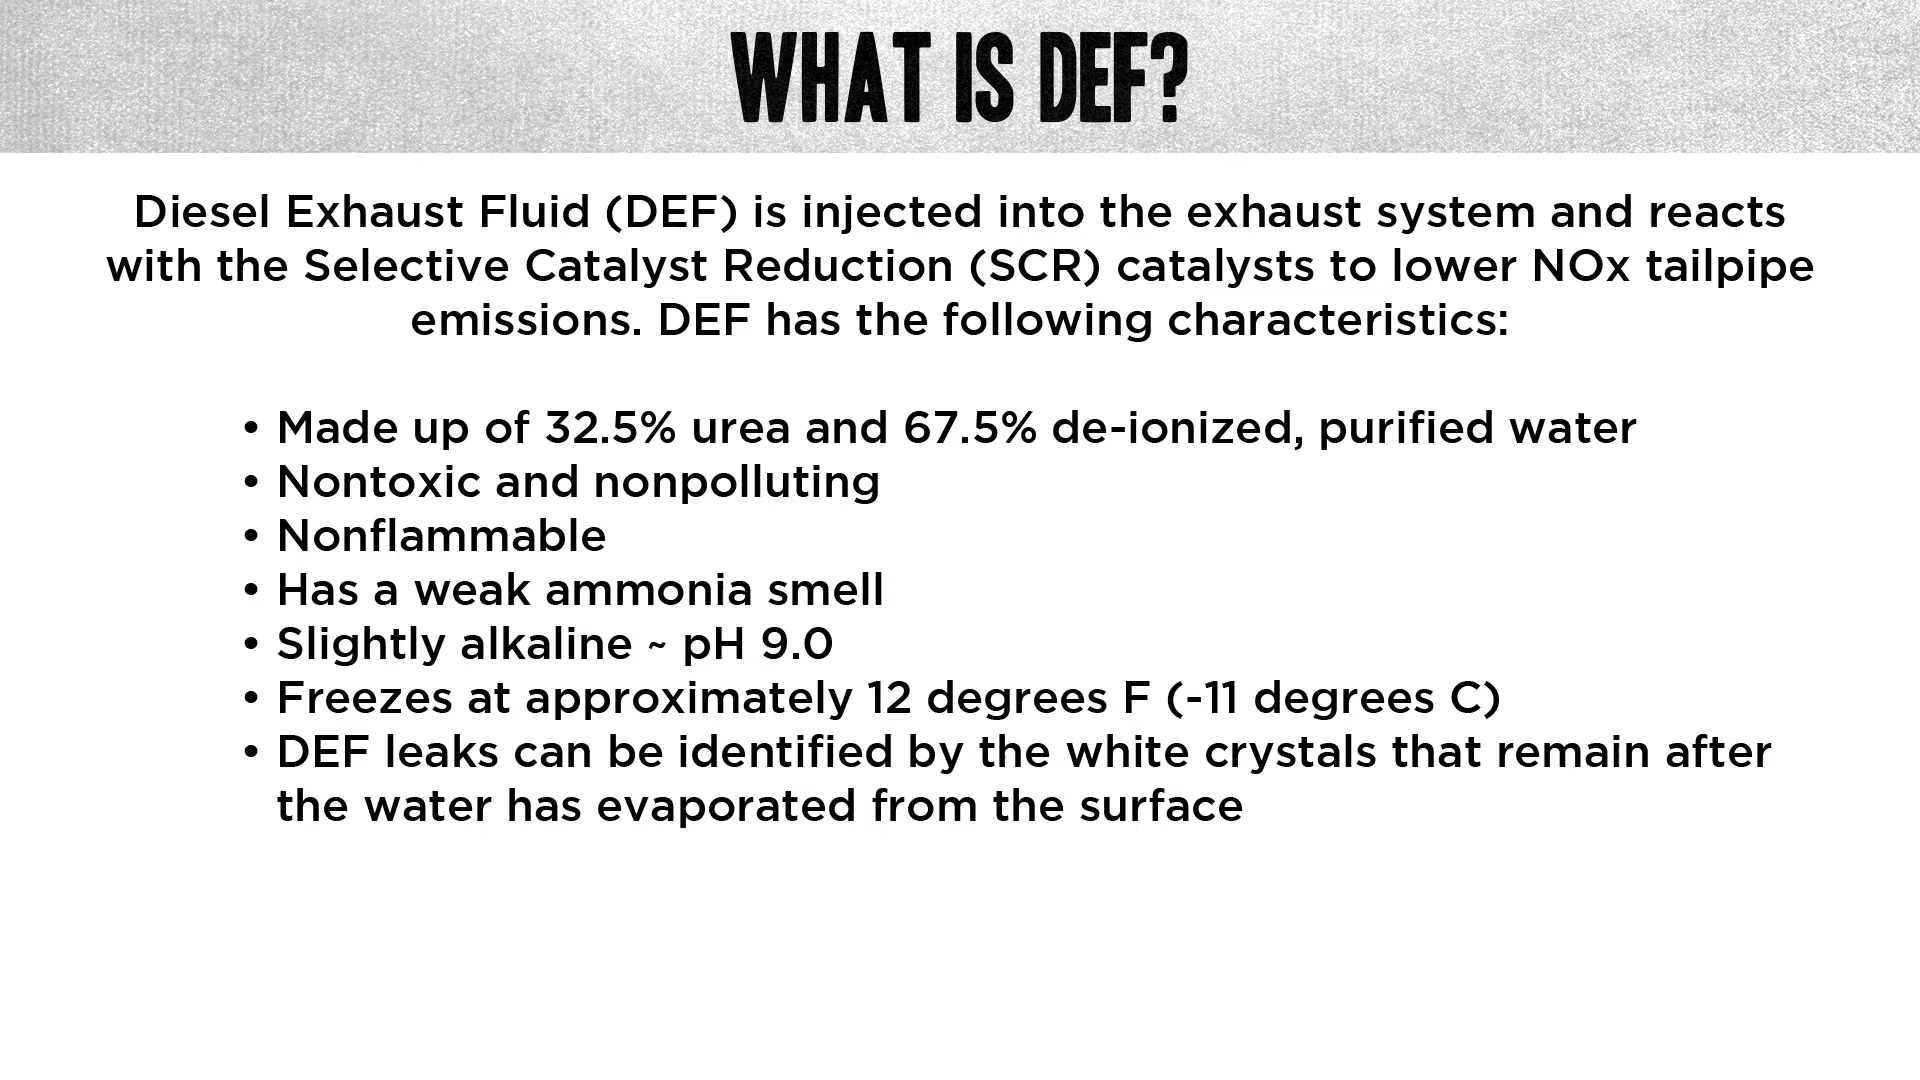 WHAT IS DEF?
Diesel Exhaust Fluid (DEF) is injected into the exhaust system and reacts
with the Selective Catalyst Reduction (SCR) catalysts to lower NOx tailpipe
emissions. DEF has the following characteristics:
• Made up of 32.5% urea and 67.5% de-ionized, purified water
• Nontoxic and nonpolluting
• Nonflammable
• Has a weak ammonia smell
• Slightly alkaline ~ pH 9.0
• Freezes at approximately 12 degrees F (-11 degrees C)
• DEF leaks can be identified by the white crystals that remain after
the water has evaporated from the surface